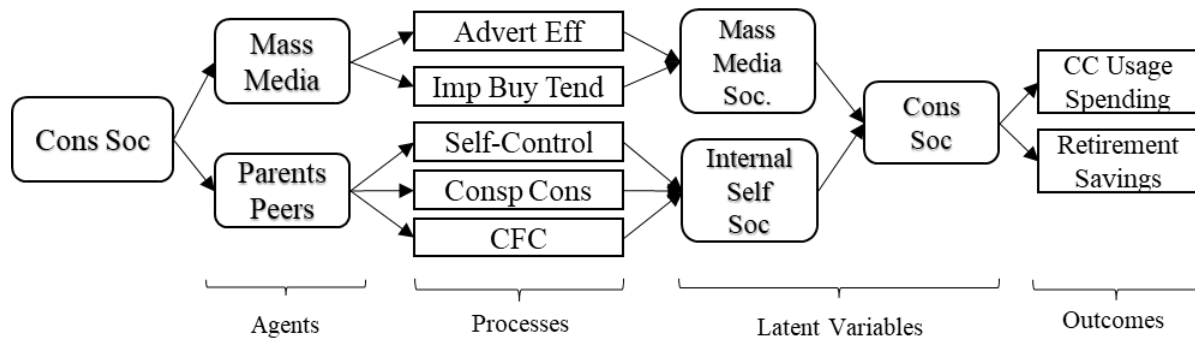 Cons Soc
Mass
Media
Parents
Peers
Advert Eff
Imp Buy Tend
Self-Control
Consp Cons
CFC
Mass
Media
Soc.
Internal
Self
Soc
Cons
Soc
CC Usage
Spending
Retirement
Savings
Agents
Processes
Latent Variables
Outcomes